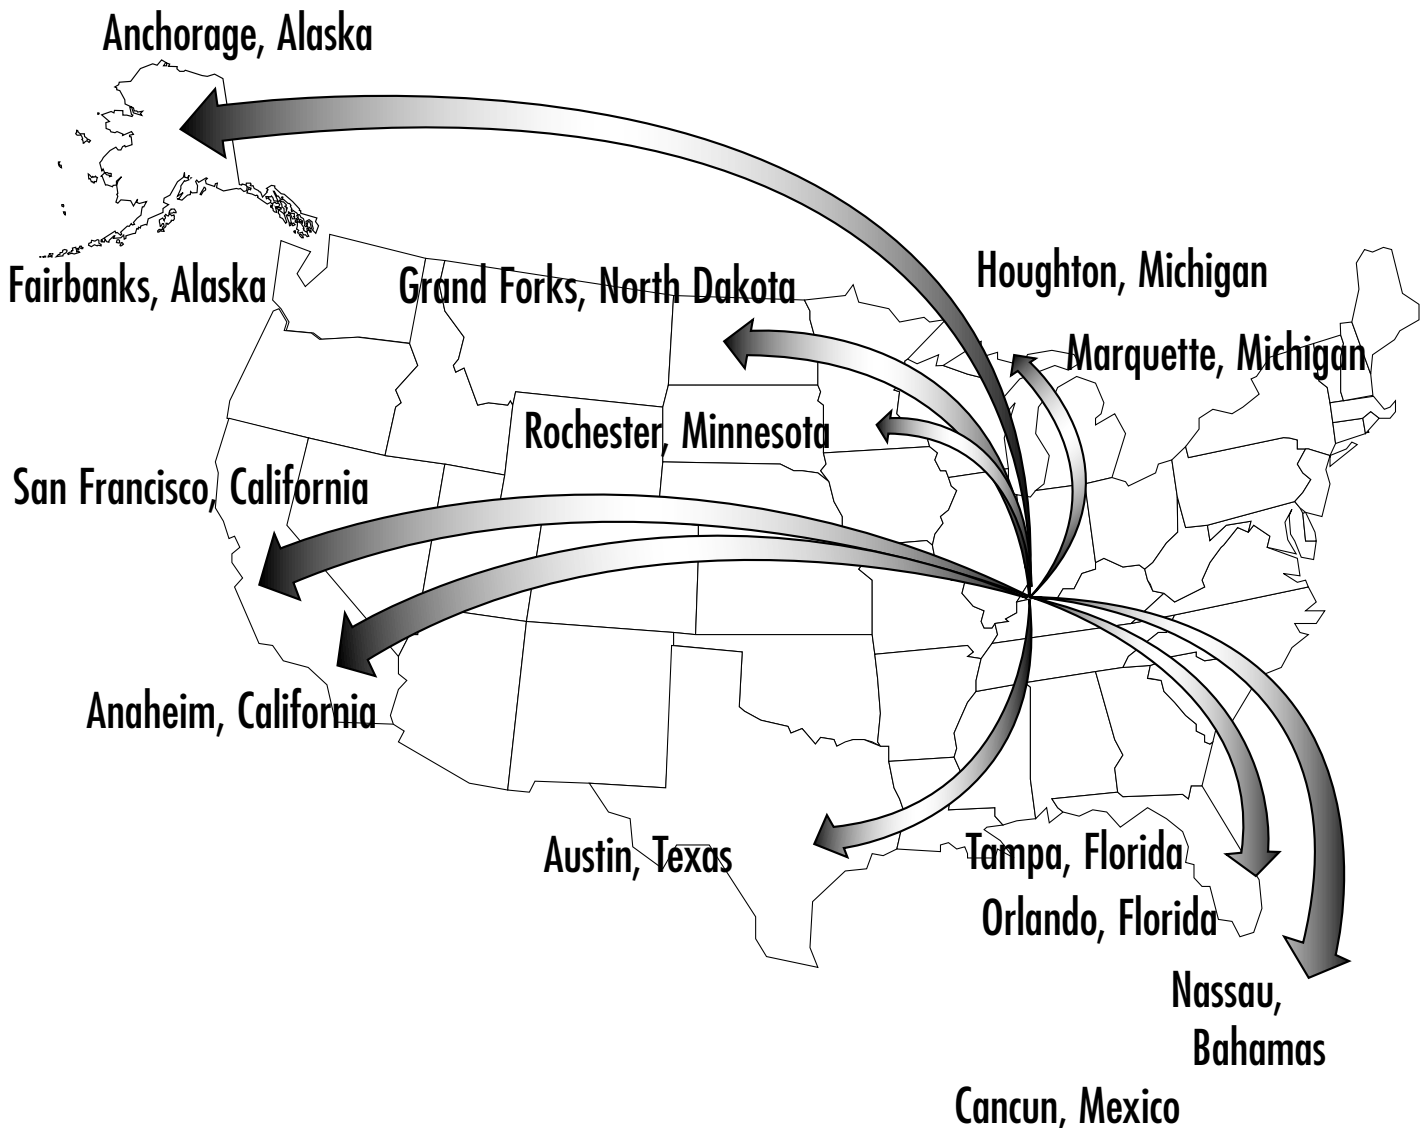 Anchorage, Alaska
Houghton, Michigan
Fairbanks, Alaska
Grand Forks, North Dakota
Marquette, Michigan
Rochester, Minnesota
San Francisco, California
Anaheim, California
Austin, Texas
Tampa, Florida
Orlando, Florida
Nassau,
Bahamas
Cancun, Mexico